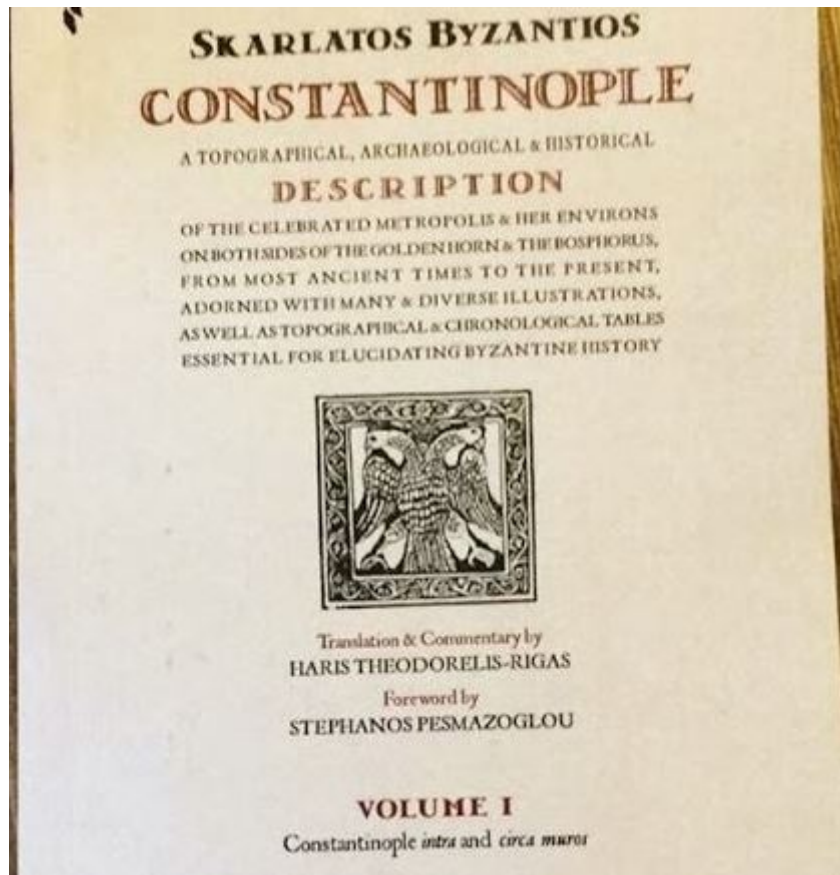 SKARLATOS BYZANTIOS
CONSTANTINOPLE
A TOPOGRAPHICAL, ARCHAEOLOGICAL & HISTORICAL
DESCRIPTION
OF THE CELEBRATED METROPOLIS & HER ENVIRONS
ON BOTH SIDES OF THE GOLDEN HORN & THE BOSPHORUS,
FROM MOST ANCIENT TIMES TO THE PRESENT,
ADORNED WITH MANY & DIVERSE ILLUSTRATIONS,
AS WELL AS TOPOGRAPHICAL & CHRONOLOGICAL TABLES
ESSENTIAL FOR ELUCIDATING BYZANTINE HISTORY
Translation & Commentary by
HARIS THEODORELIS-RIGAS
Foreword by
STEPHANOS PESMAZOGLOU
VOLUME I
Constantinople intra and circa muros